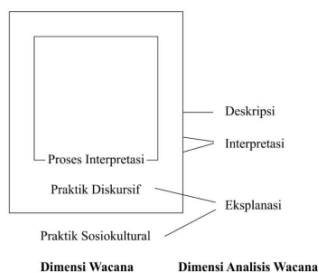 Deskripsi
Interpretasi
Proses Interpretasi
Praktik Diskursif
Eksplanasi
Praktik Sosiokultural
Dimensi Wacana Dimensi Analisis Wacana